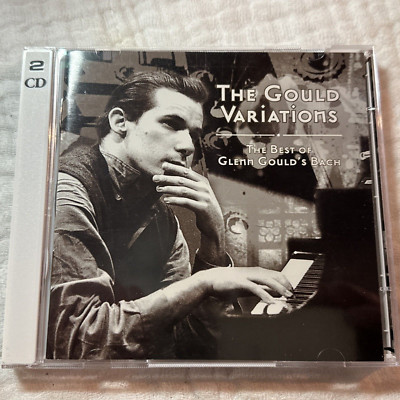 2
CD
The Gould
Variations
The Best of
Glenn Gould's Bach